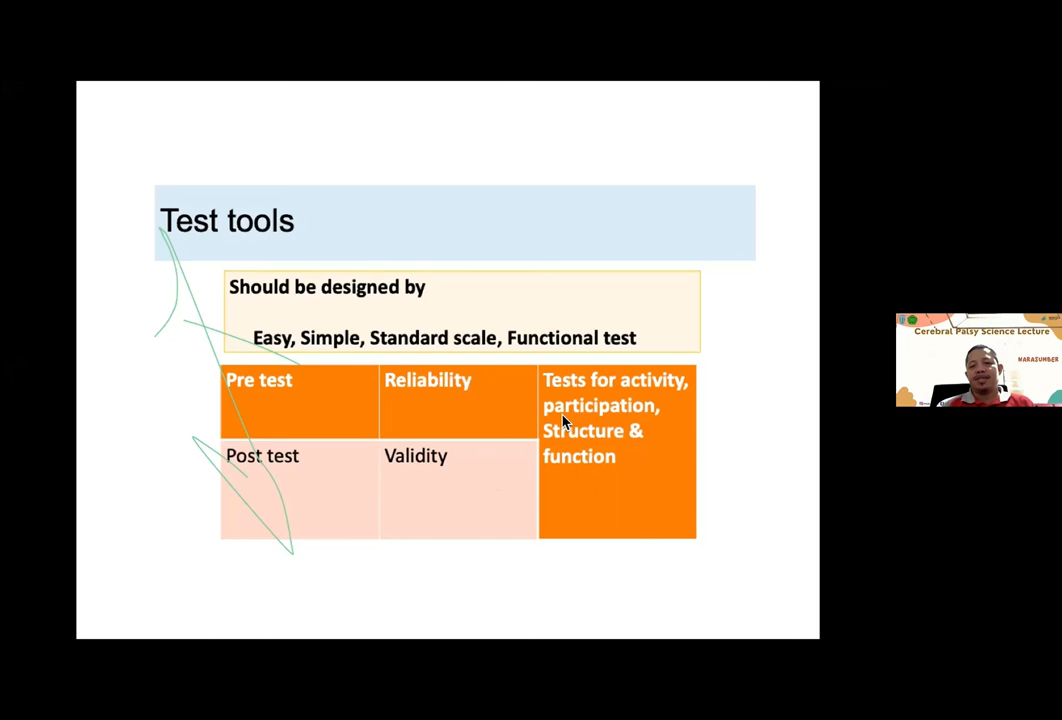 Test tools
Should be designed by
Easy, Simple, Standard scale, Functional test
Pre test
Reliability
Tests for activity,
participation,
Structure &
function
Post test
Validity
Cerebral Palsy Science Lecture
NARASUMBER